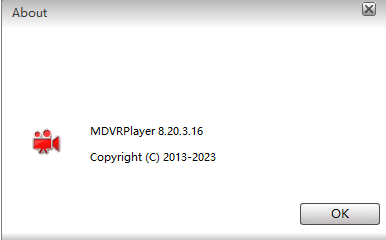 About
MDVRPlayer 8.20.3.16
Copyright (C) 2013-2023
OK